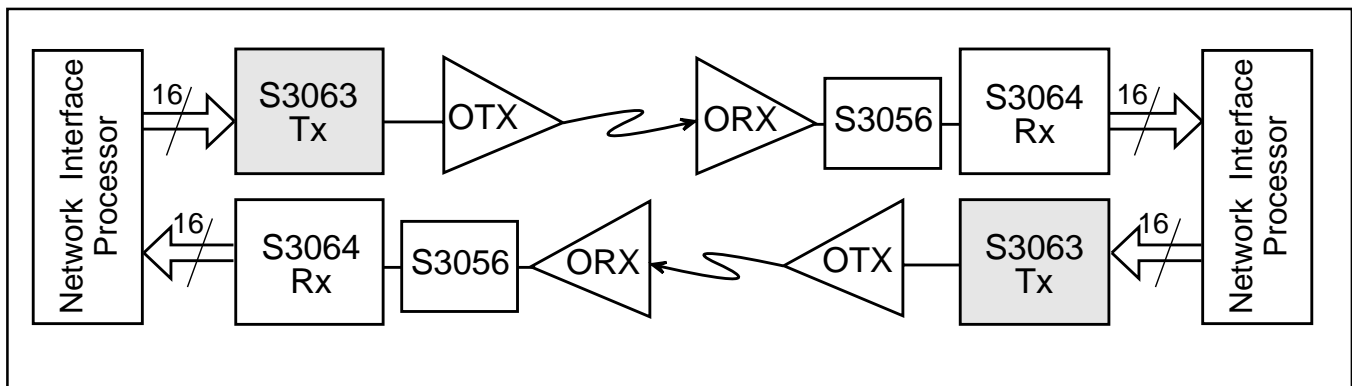 Network Interface
Processor
16
S3063
Tx
OTX
ORX
S3056
S3064
Rx
16
Network Interface
Processor
16
S3064
Rx
S3056
ORX
OTX
S3063
Tx
16